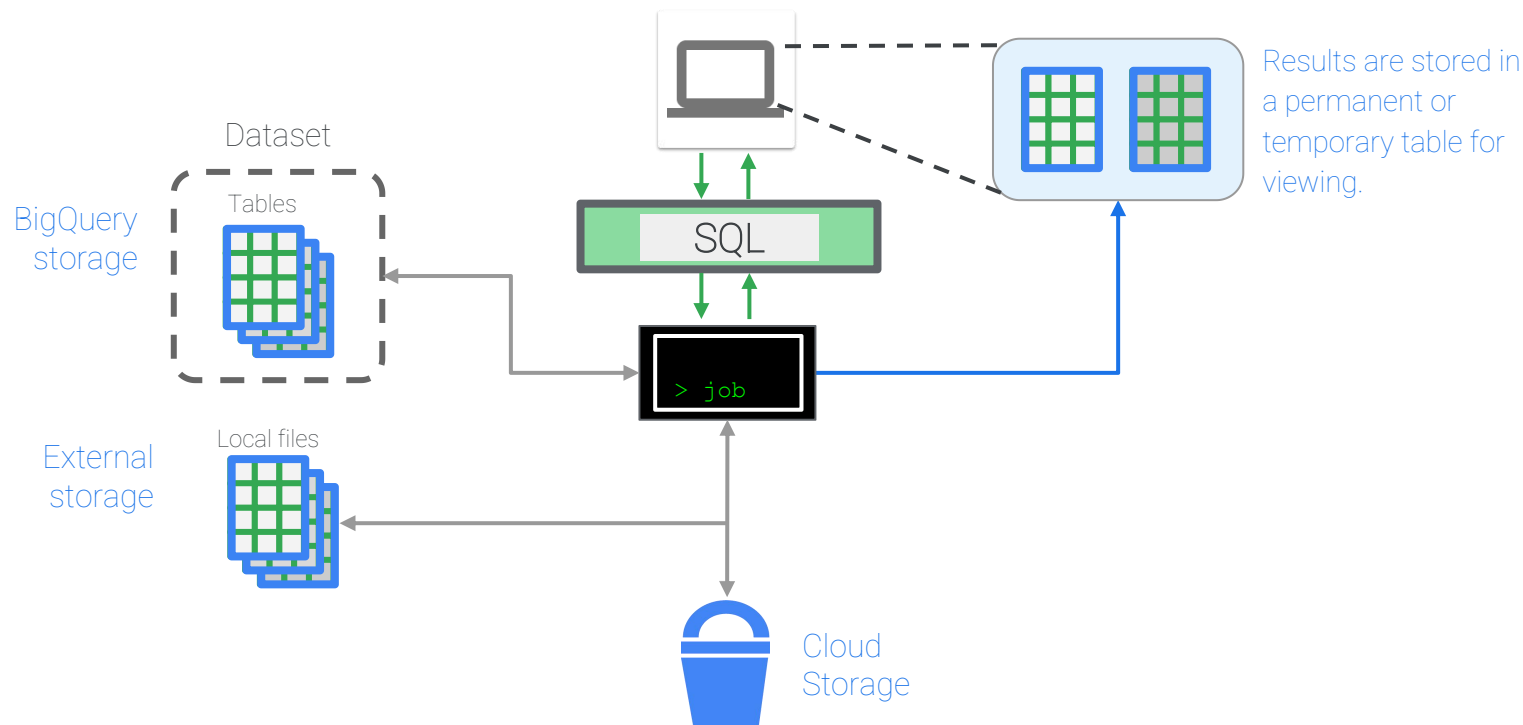 Dataset
Tables
BigQuery
storage
Local files
External
storage
SQL
> job
Cloud
Storage
Results are stored in
a permanent or
temporary table for
viewing.